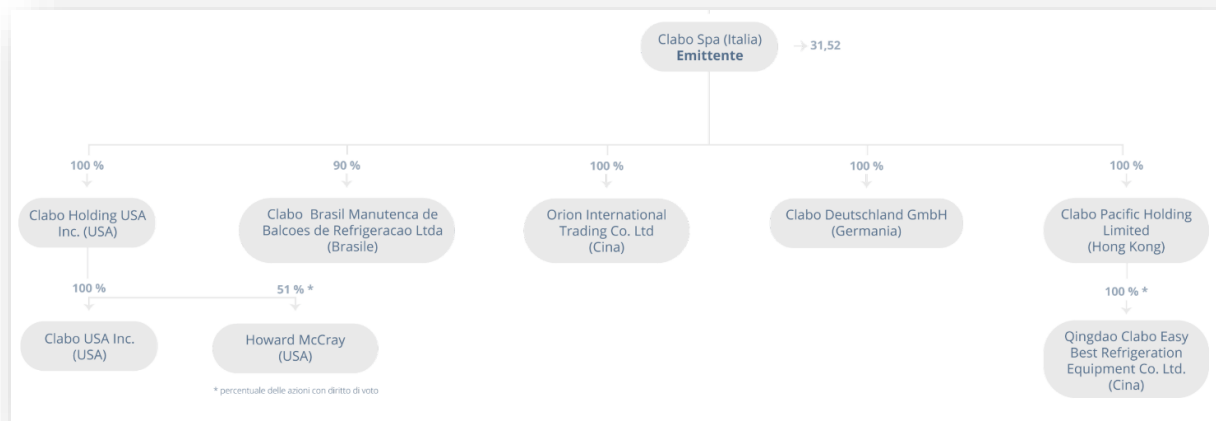 Clabo Spa (Italia)
Emittente
31,52
100 %
90 %
100 %
100 %
100 %
Clabo Holding USA
Inc. (USA)
Clabo Brasil Manutenca de
Balcoes de Refrigeracao Ltda
(Brasile)
Orion International
Trading Co. Ltd
(Cina)
Clabo Deutschland GmbH
(Germania)
Clabo Pacific Holding
Limited
(Hong Kong)
100 %
51 % *
100 % *
Clabo USA Inc.
(USA)
Howard McCray
(USA)
Qingdao Clabo Easy
Best Refrigeration
Equipment Co. Ltd.
(Cina)
* percentuale delle azioni con diritto di voto